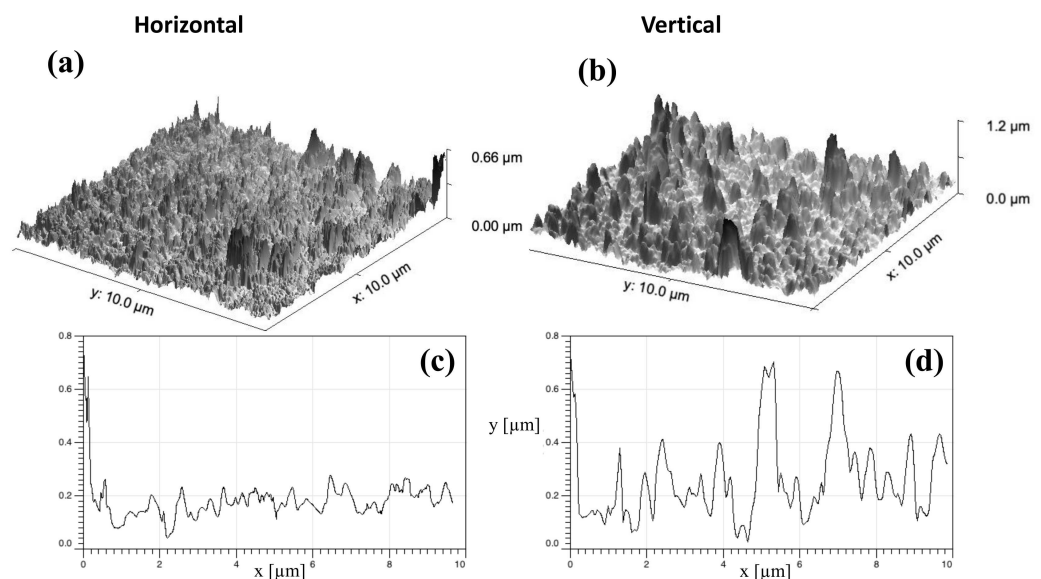 Horizontal
Vertical
(a)
(b)
0.66 µm
0.00 µm
x: 10.0 µm
y: 10.0 µm
1.2 µm
0.0 µm
x: 10.0 µm
y: 10.0 µm
(c)
0.8
0.6
0.4
0.2
0.0
0
2
4
6
8
10
x [µm]
(d)
y [µm]
0.8
0.6
0.4
0.2
0.0
0
2
4
6
8
10
x [µm]